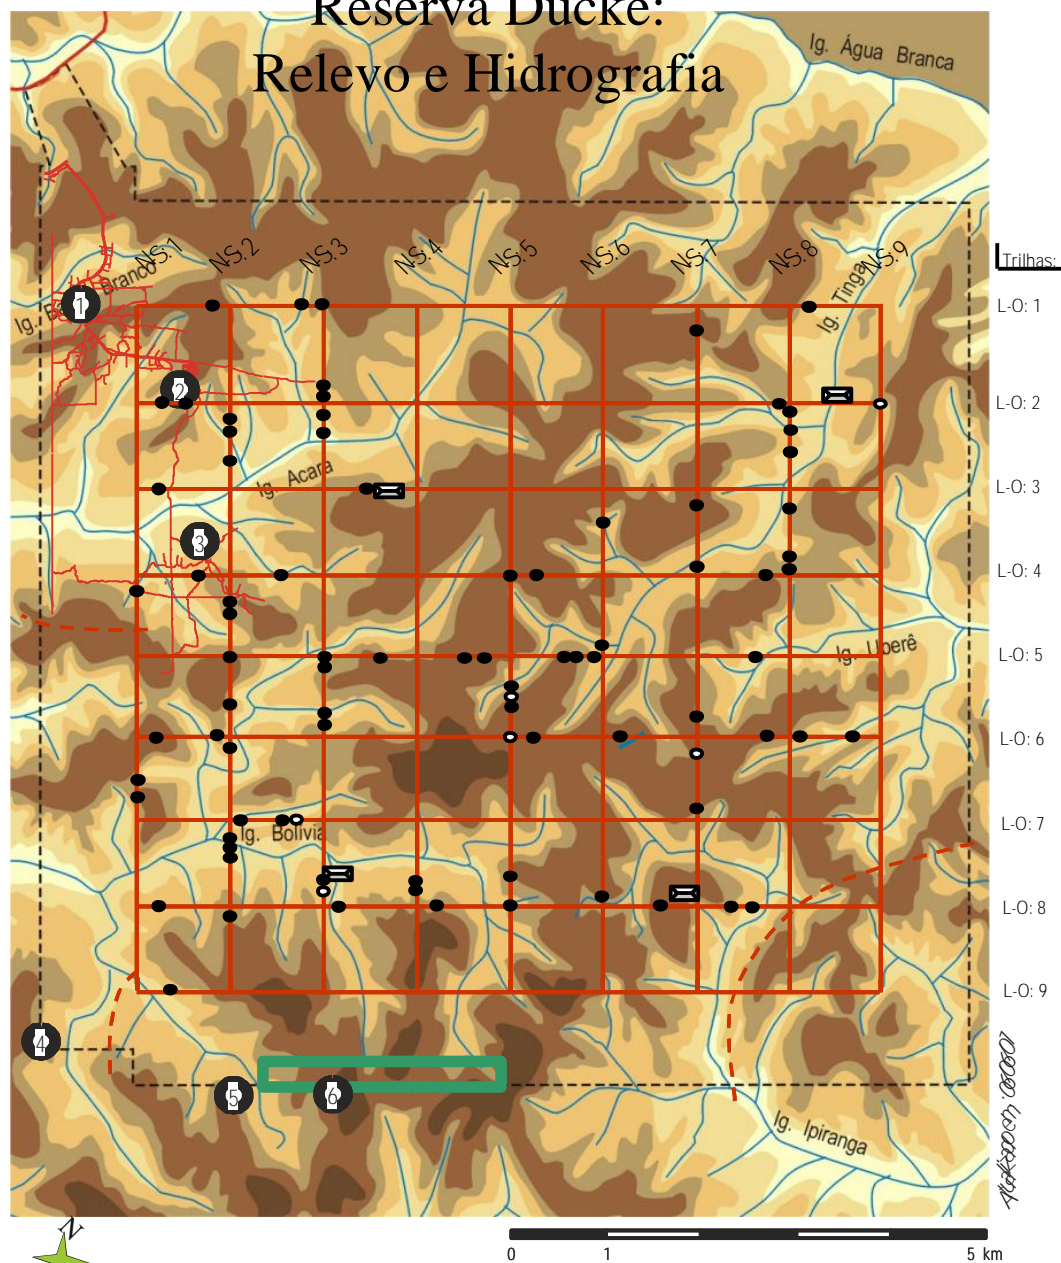 Reserva Ducke:
Relevo e Hidrografia
Ig. Água Branca
NS:1
NS:2
NS:3
NS:4
NS:5
NS:6
NS:7
NS:8
NS:9
Trilhas:
Ig. Branco
Ig. Tinga
1
L-O: 1
2
L-O: 2
Ig. Acara
L-O: 3
3
L-O: 4
Ig. Uberê
L-O: 5
L-O: 6
Ig. Bolivia
L-O: 7
L-O: 8
L-O: 9
4
5
6
Ig. Ipiranga
N
0 1 5 km